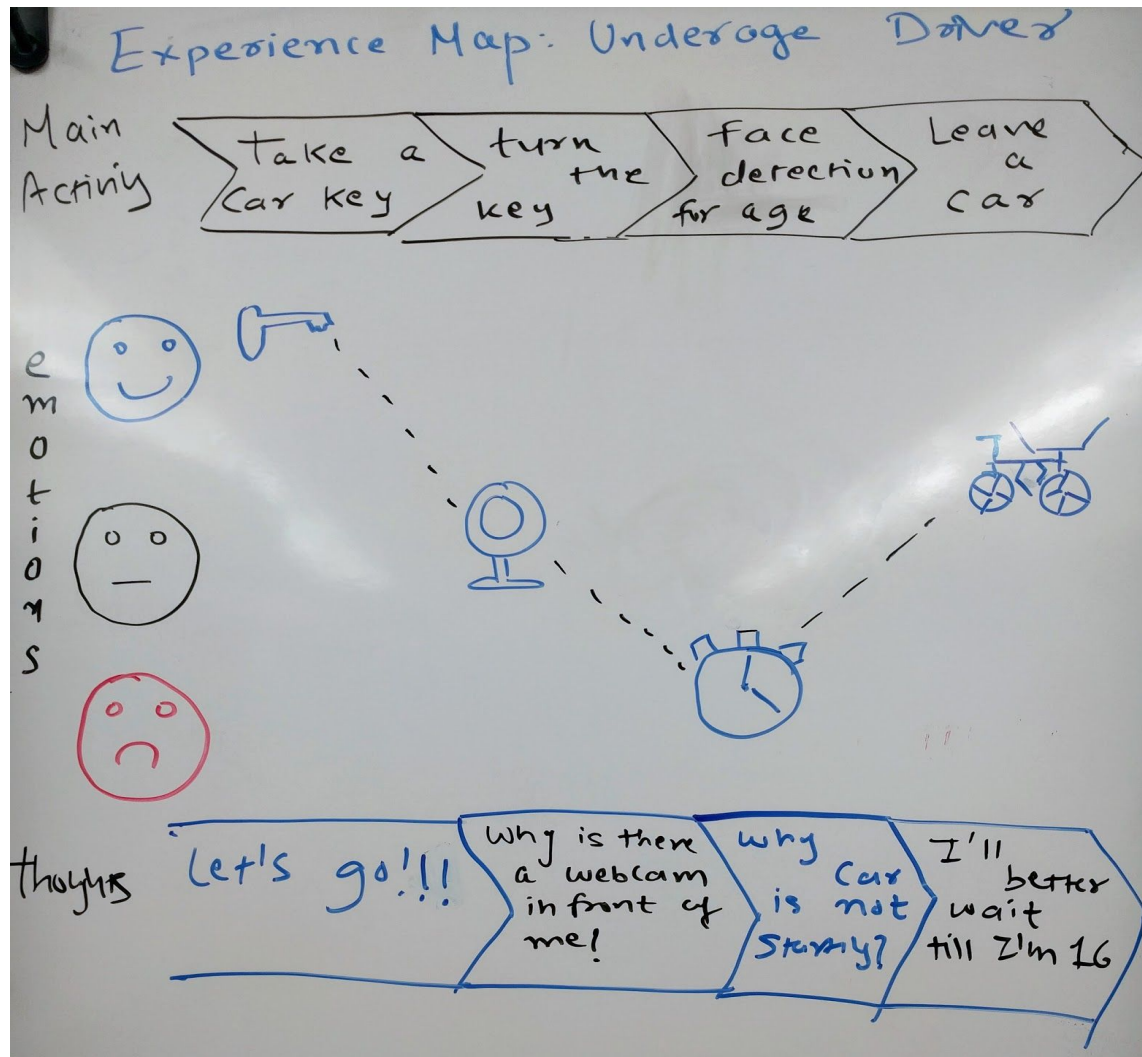 Experience Map: Underage Driver
Main
Activity
Take a
Car key
turn
the
key
Face
detection
for age
Leave
a
car
emotions
thoughts
Let's go!!!
Why is there
a webcam
in front of
me!
why
Car
is not
Starting?
I'll
better
wait
till I'm 16